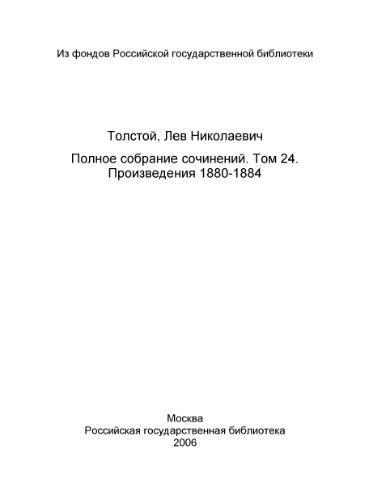 Из фондов Российской государственной библиотеки
Толстой, Лев Николаевич
Полное собрание сочинений. Том 24.
Произведения 1880-1884
Москва
Российская государственная библиотека
2006